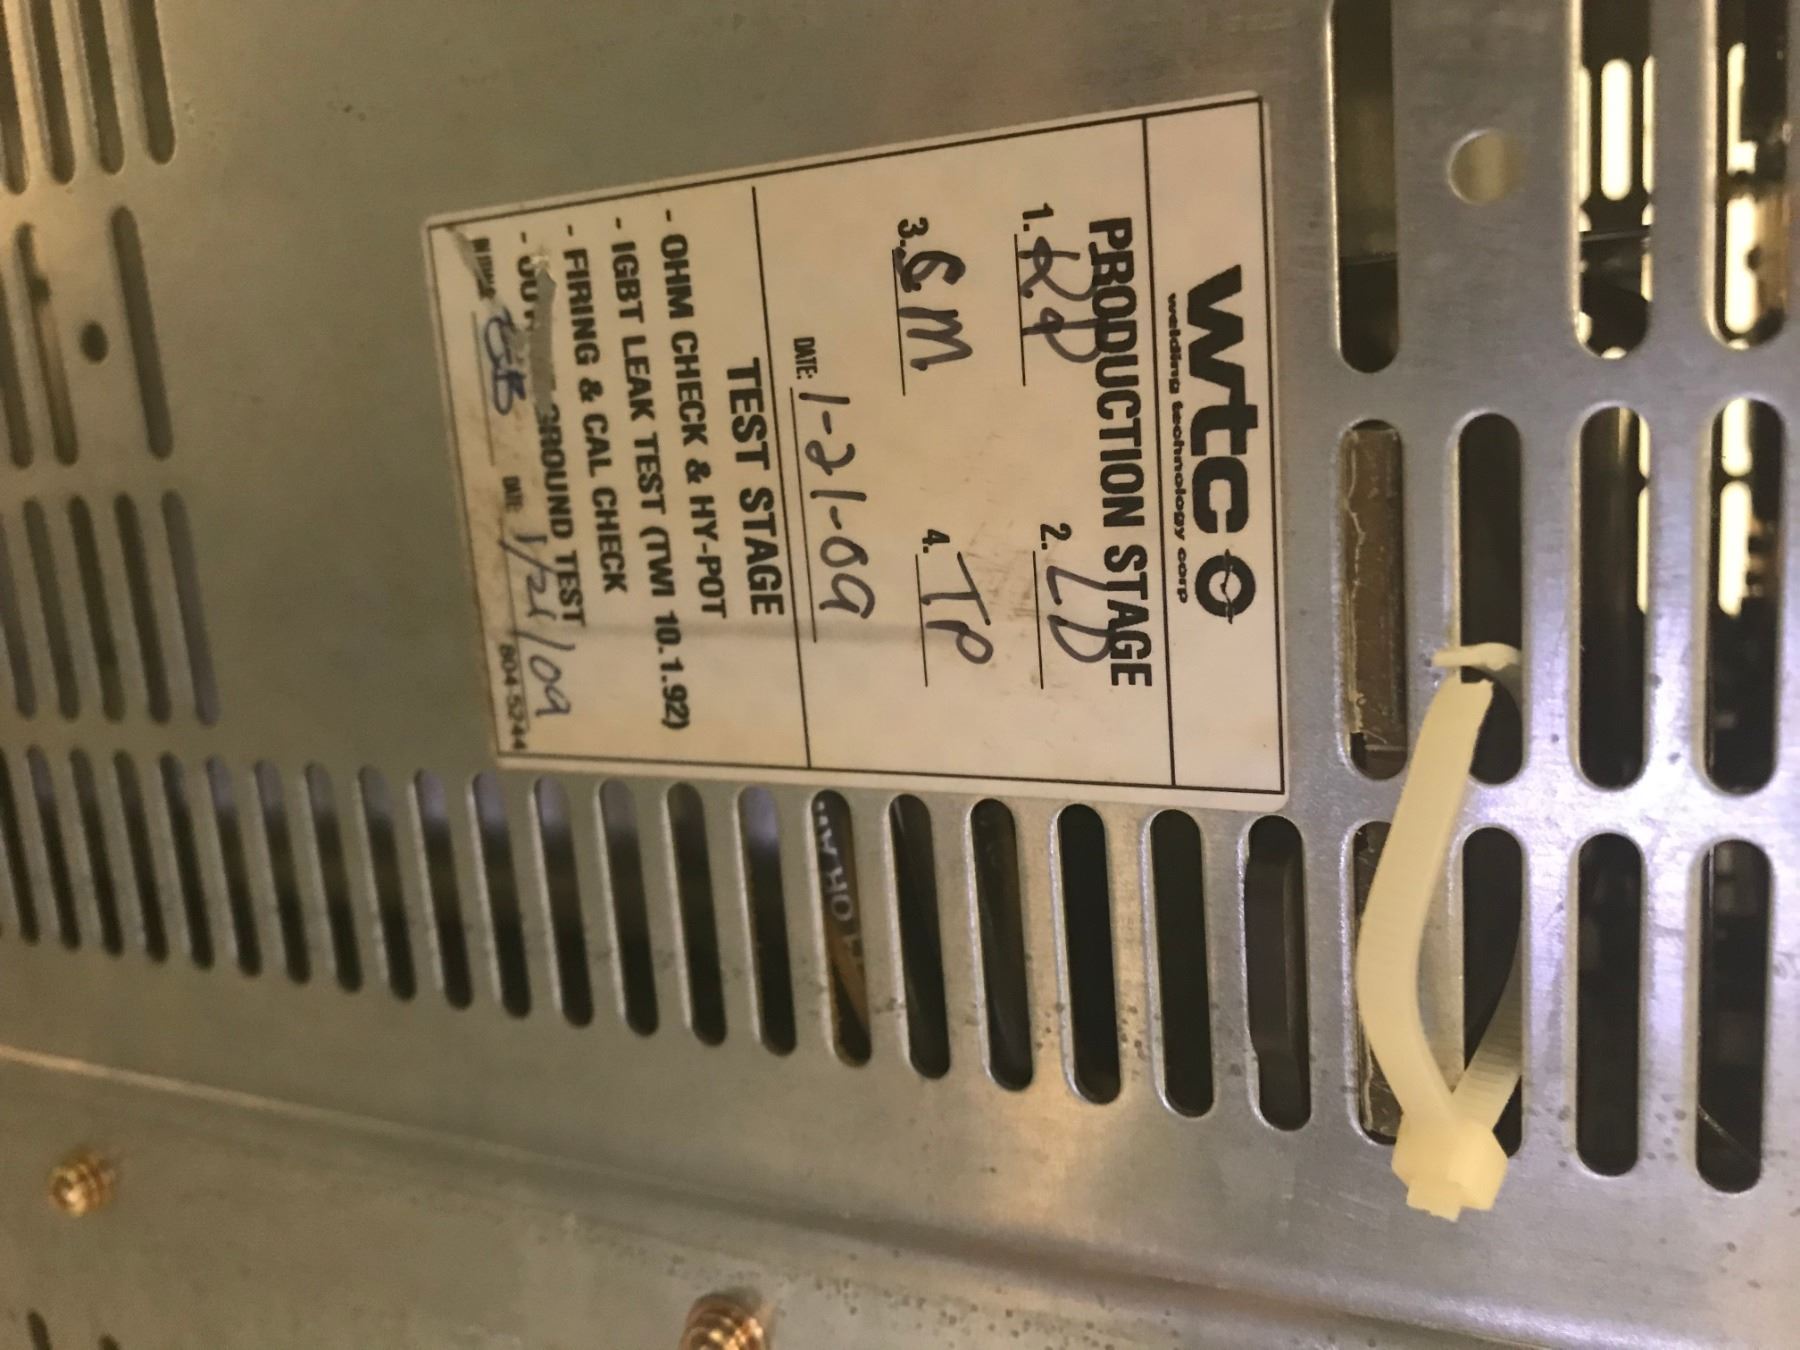 wtco
welding technology corp
PRODUCTION STAGE
1. RP 2. LD
3. GM 4. TP
DATE: 1-21-09
TEST STAGE
- OHM CHECK & HY-POT
- IGBT LEAK TEST (TWI 10.1.92)
- FIRING & CAL CHECK
- GROUND TEST
DATE: 1/21/09 804-5244